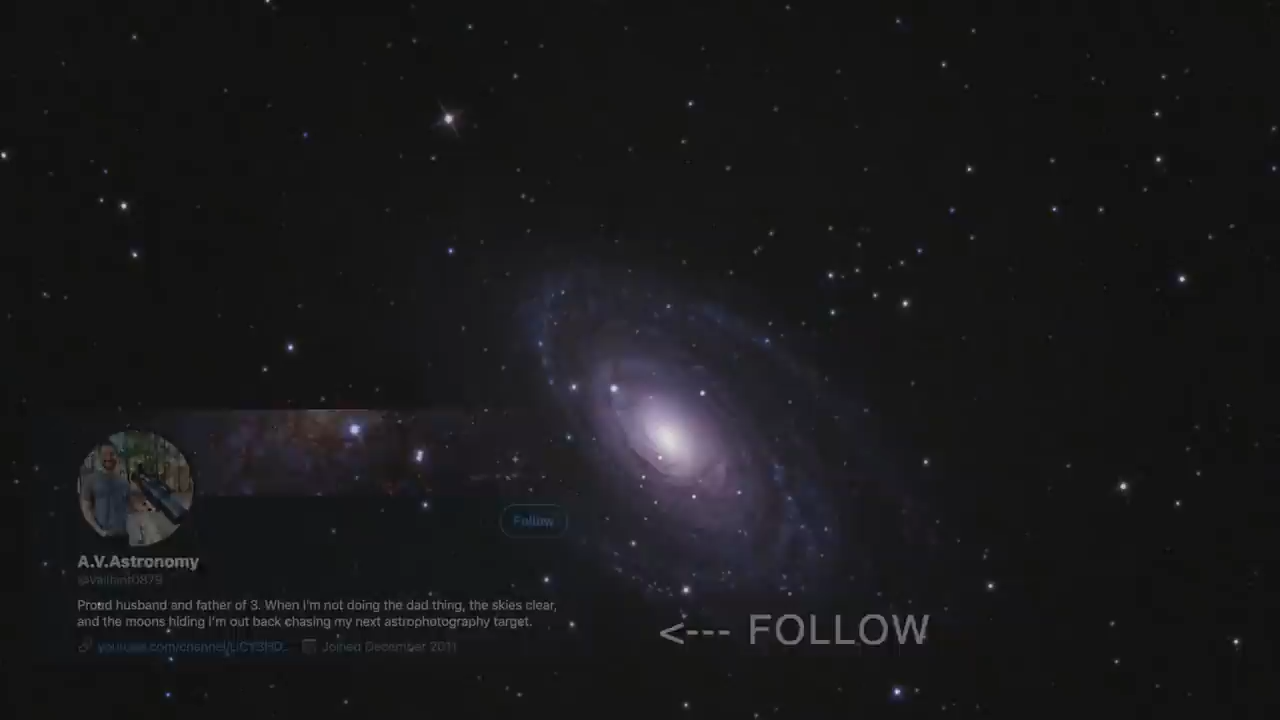 Follow
A.V.Astronomy
@vaillant0879
Proud husband and father of 3. When I'm not doing the dad thing, the skies clear,
and the moons hiding I'm out back chasing my next astrophotography target.
Joined December 2011
<--- FOLLOW